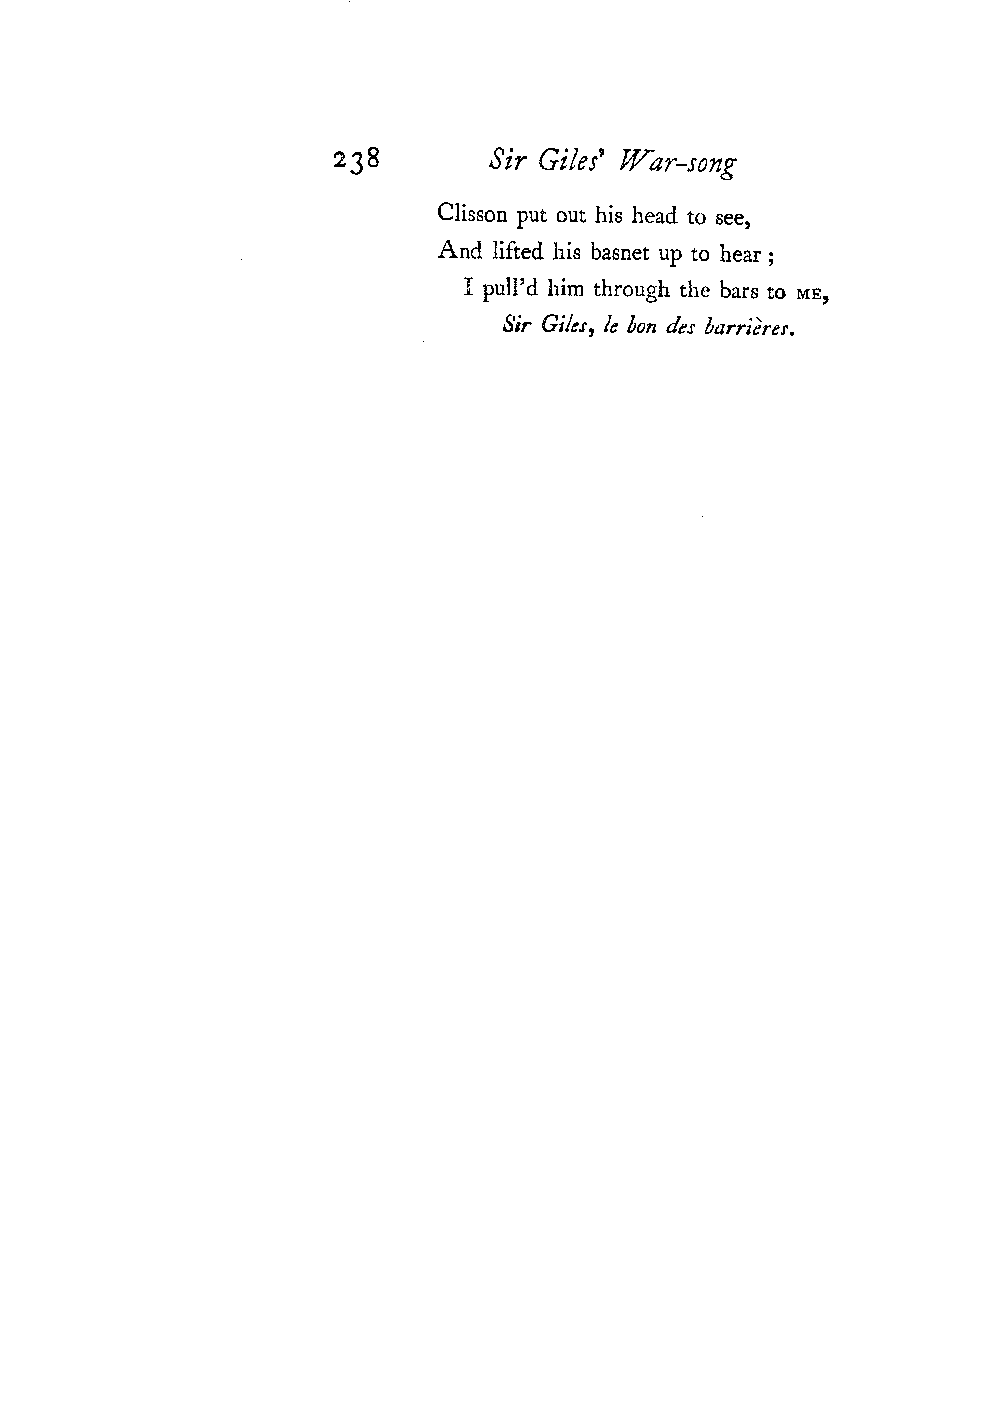 238 Sir Giles' War-song
Clisson put out his head to see,
And lifted his basnet up to hear ;
I pull'd him through the bars to ME,
Sir Giles, le bon des barrières.